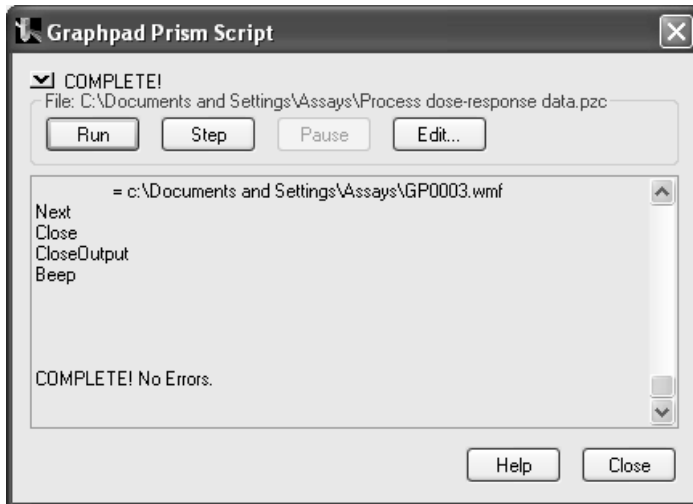 Graphpad Prism Script
COMPLETE!
File: C:\Documents and Settings\Assays\Process dose-response data.pzc
Run Step Pause Edit...
= c:\Documents and Settings\Assays\GP0003.wmf
Next
Close
CloseOutput
Beep
COMPLETE! No Errors.
Help Close